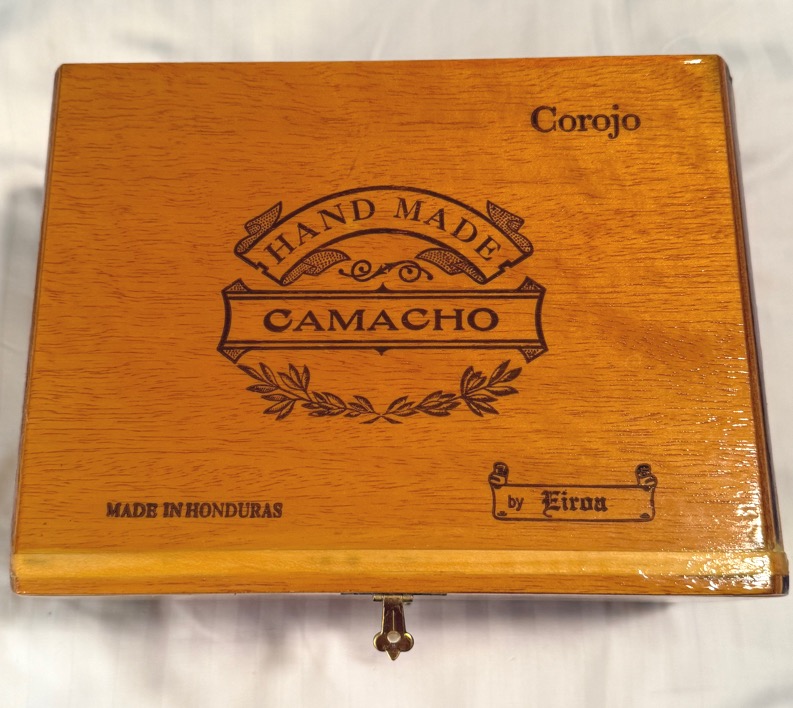 Corojo
HAND MADE
CAMACHO
MADE IN HONDURAS
by Eiroa